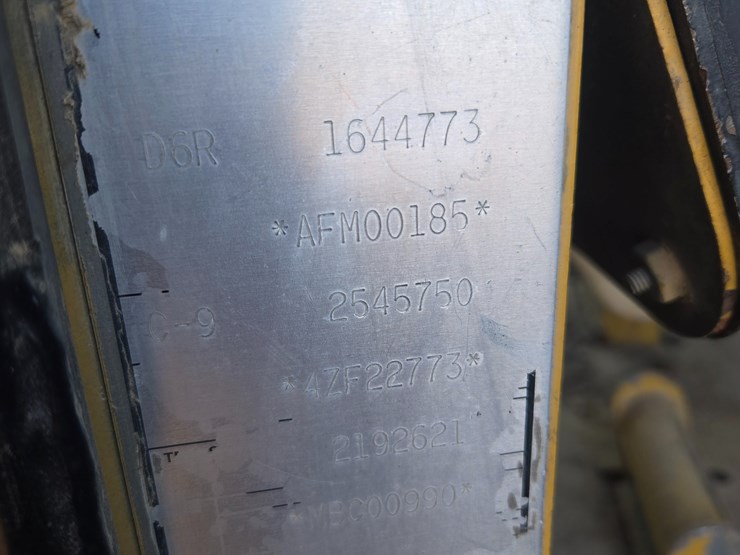 D6R 1644773
*AFM00185*
2545750
C-9
*4ZF22773*
2192621